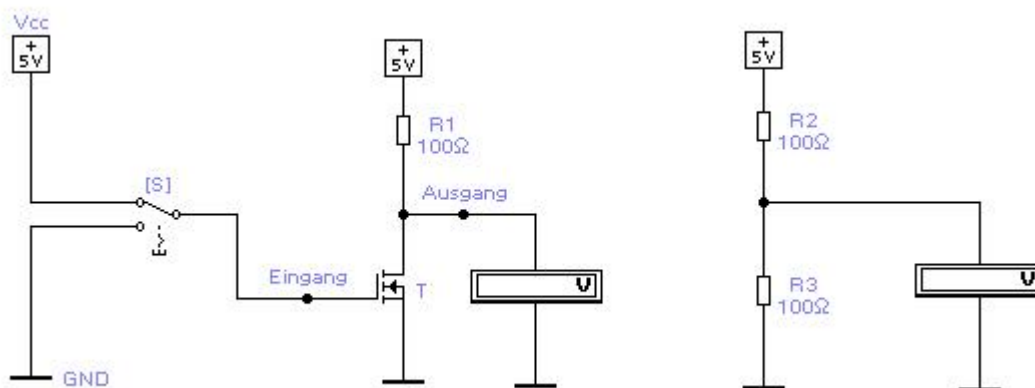 Vcc
+
5V
[S]
GND
Eingang
+
5V
R1
100Ω
Ausgang
T
V
+
5V
R2
100Ω
R3
100Ω
V